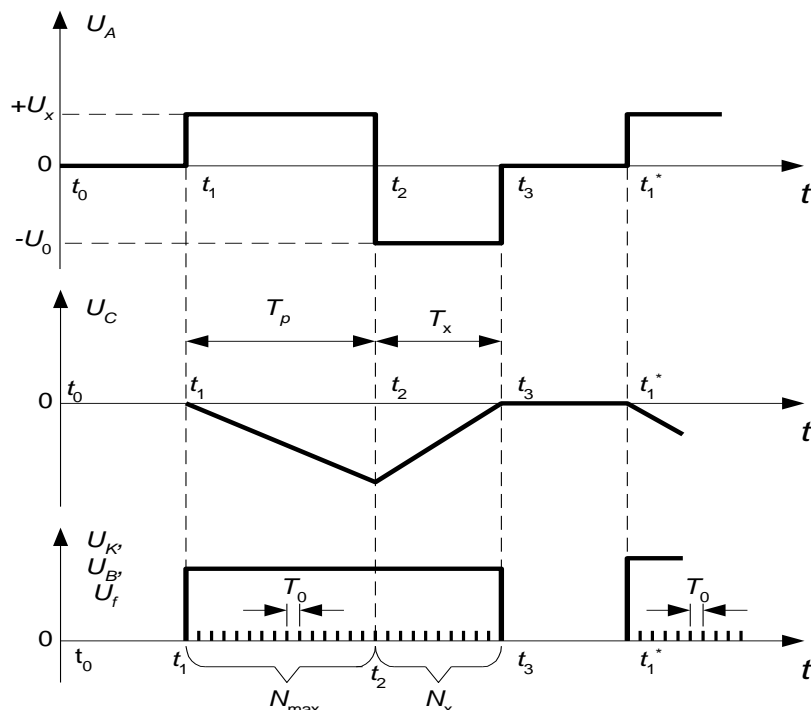 U_A
+U_x
0
t_0 t_1 t_2 t_3 t_1^* t
-U_0
U_C T_p T_x
t_0 t_1 t_2 t_3 t_1^*
0
t
U_K,
U_B,
U_f
T_0 T_0
0
t_0 t_1 t_2 t_3 t_1^* t
N_max N_x